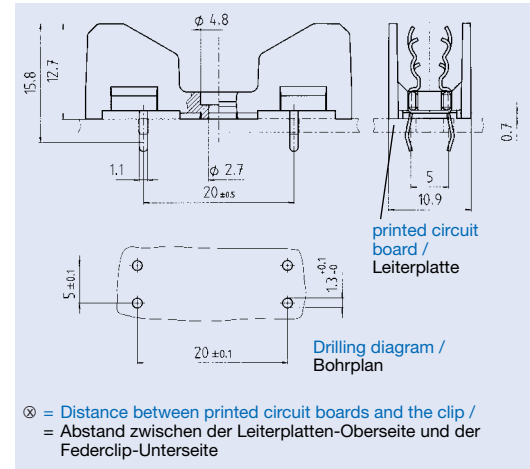 ϕ 4.8
15.8
12.7
0.7
1.1
ϕ 2.7
20 ±0.5
5
10.9
printed circuit
board /
Leiterplatte
5 ±0.1
1.3 +0.1 -0
20 ±0.1
Drilling diagram /
Bohrplan
⊗ = Distance between printed circuit boards and the clip /
= Abstand zwischen der Leiterplatten-Oberseite und der
Federclip-Unterseite